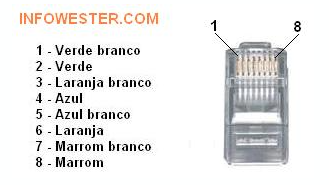 INFOWESTER.COM
1 - Verde branco
2 - Verde
3 - Laranja branco
4 - Azul
5 - Azul branco
6 - Laranja
7 - Marrom branco
8 - Marrom
1 8